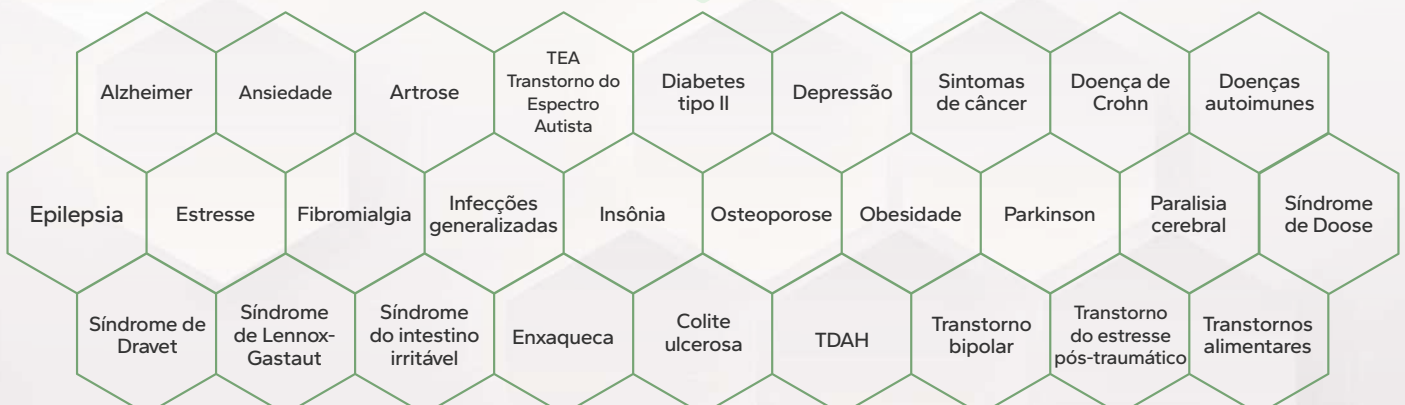 Alzheimer
Ansiedade
Artrose
TEA
Transtorno do
Espectro
Autista
Diabetes
tipo II
Depressão
Sintomas
de câncer
Doença de
Crohn
Doenças
autoimunes
Epilepsia
Estresse
Fibromialgia
Infecções
generalizadas
Insônia
Osteoporose
Obesidade
Parkinson
Paralisia
cerebral
Síndrome
de Doose
Síndrome de
Dravet
Síndrome
de Lennox-
Gastaut
Síndrome
do intestino
irritável
Enxaqueca
Colite
ulcerosa
TDAH
Transtorno
bipolar
Transtorno
do estresse
pós-traumático
Transtornos
alimentares